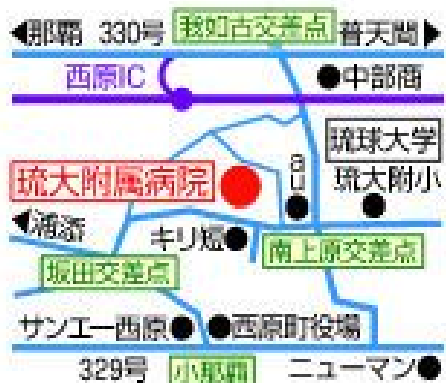 ◀那覇 330号 我如古交差点 普天間▶
西原IC ●中部商
琉球大学
au 琉大附小
琉大附属病院
◀浦添 キリ短● 南上原交差点
坂田交差点
サンエー西原● ●西原町役場
329号 小那覇 ニューマン●